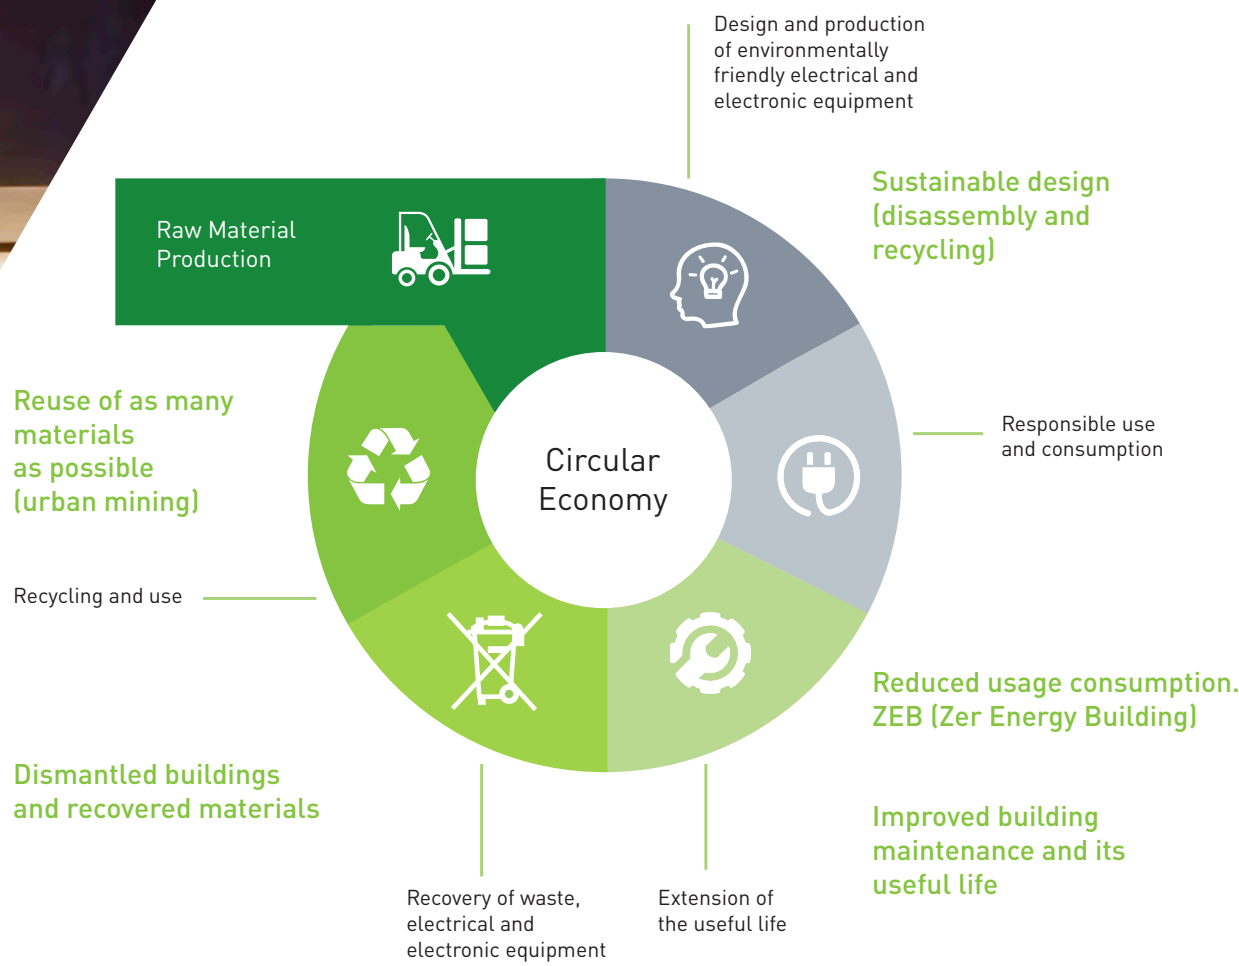 Design and production
of environmentally
friendly electrical and
electronic equipment
Sustainable design
(disassembly and
recycling)
Raw Material
Production
Reuse of as many
materials
as possible
(urban mining)
Circular
Economy
Responsible use
and consumption
Recycling and use
Reduced usage consumption.
ZEB (Zer Energy Building)
Dismantled buildings
and recovered materials
Improved building
maintenance and its
useful life
Recovery of waste,
electrical and
electronic equipment
Extension of
the useful life